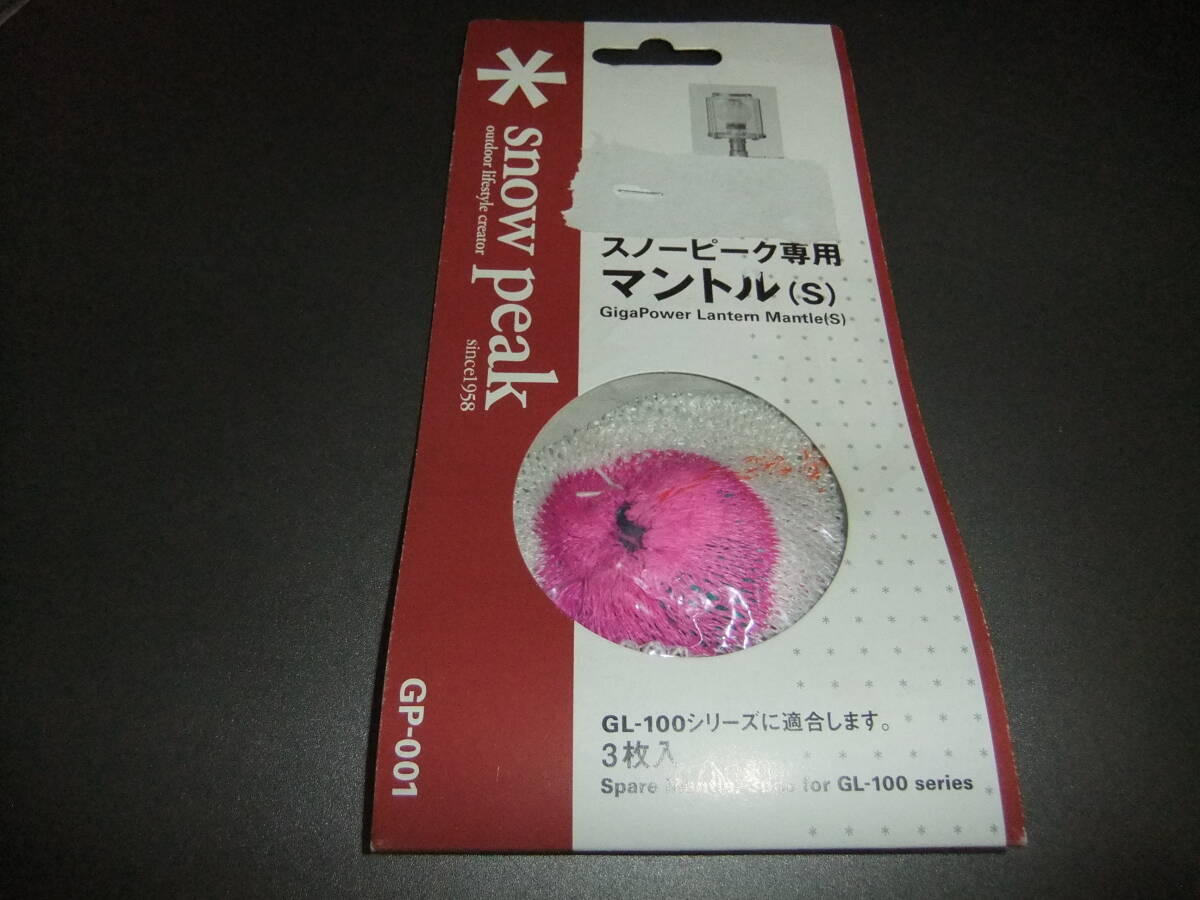 snow peak
outdoor lifestyle creator
since1958
GP-001
スノーピーク専用
マントル(S)
GigaPower Lantern Mantle(S)
GL-100シリーズに適合します。
3枚入
Spare for GL-100 series